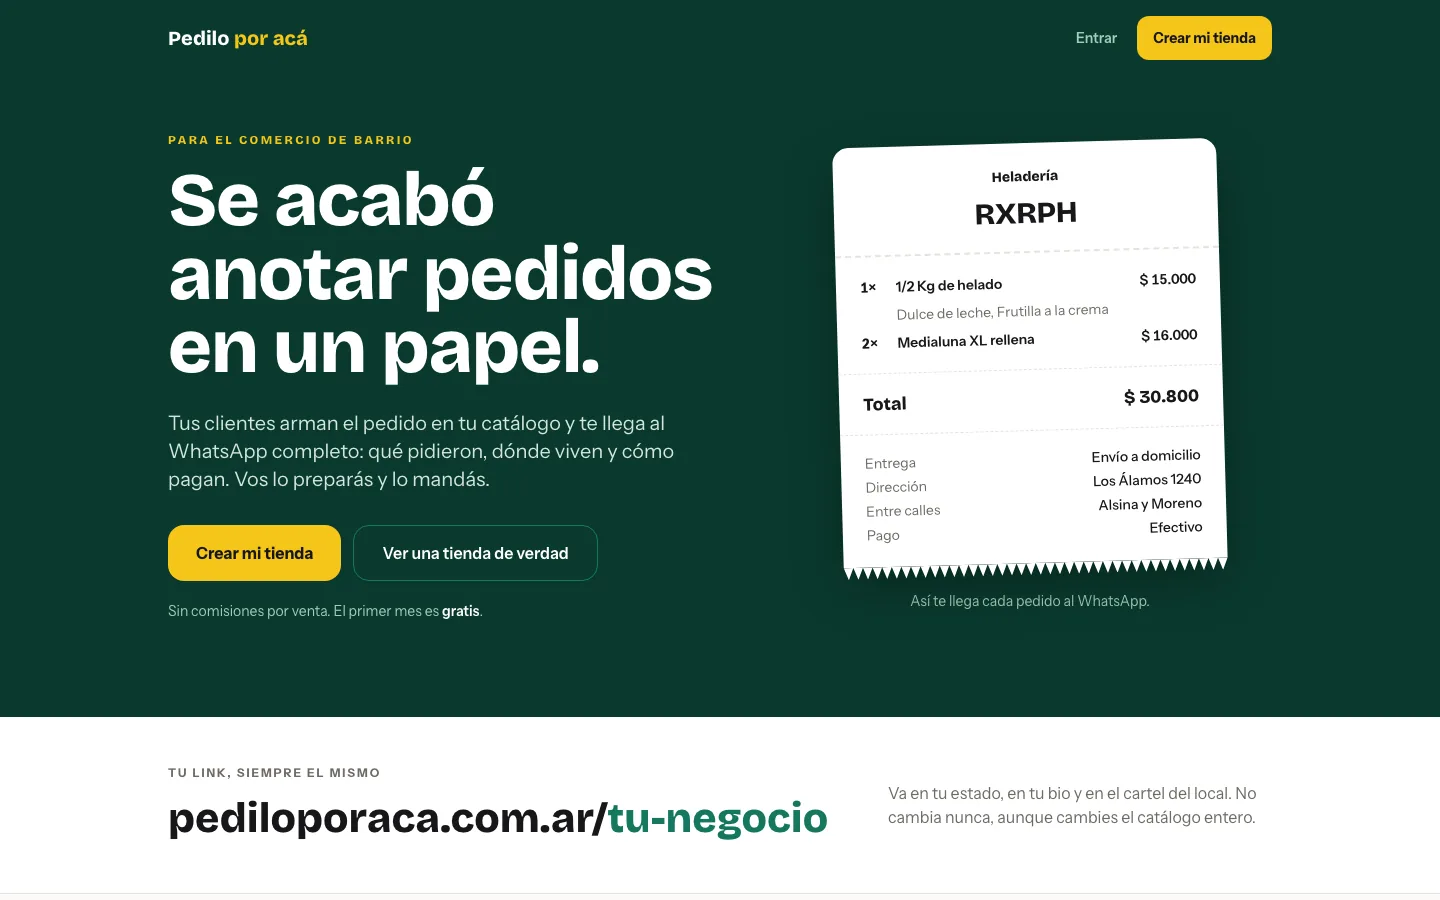 Pedilo por acá
Entrar
Crear mi tienda
PARA EL COMERCIO DE BARRIO
Se acabó
anotar pedidos
en un papel.
Tus clientes arman el pedido en tu catálogo y te llega al
WhatsApp completo: qué pidieron, dónde viven y cómo
pagan. Vos lo preparás y lo mandás.
Crear mi tienda
Ver una tienda de verdad
Sin comisiones por venta. El primer mes es gratis.
Heladería
RXRPH
1× 1/2 Kg de helado $ 15.000
Dulce de leche, Frutilla a la crema
2× Medialuna XL rellena $ 16.000
Total $ 30.800
Entrega Envío a domicilio
Dirección Los Álamos 1240
Entre calles Alsina y Moreno
Pago Efectivo
Así te llega cada pedido al WhatsApp.
TU LINK, SIEMPRE EL MISMO
pediloporaca.com.ar/tu-negocio
Va en tu estado, en tu bio y en el cartel del local. No
cambia nunca, aunque cambies el catálogo entero.